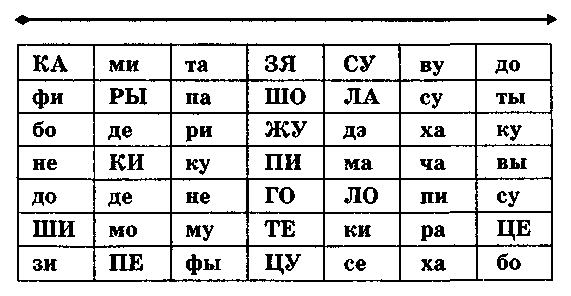 КА ми та ЗЯ СУ ву до
фи РЫ па ШО ЛА су ты
бо де ри ЖУ дэ ха ку
не КИ ку ПИ ма ча вы
до де не ГО ЛО пи су
ШИ мо му ТЕ ки ра ЦЕ
зи ПЕ фы ЦУ се ха бо